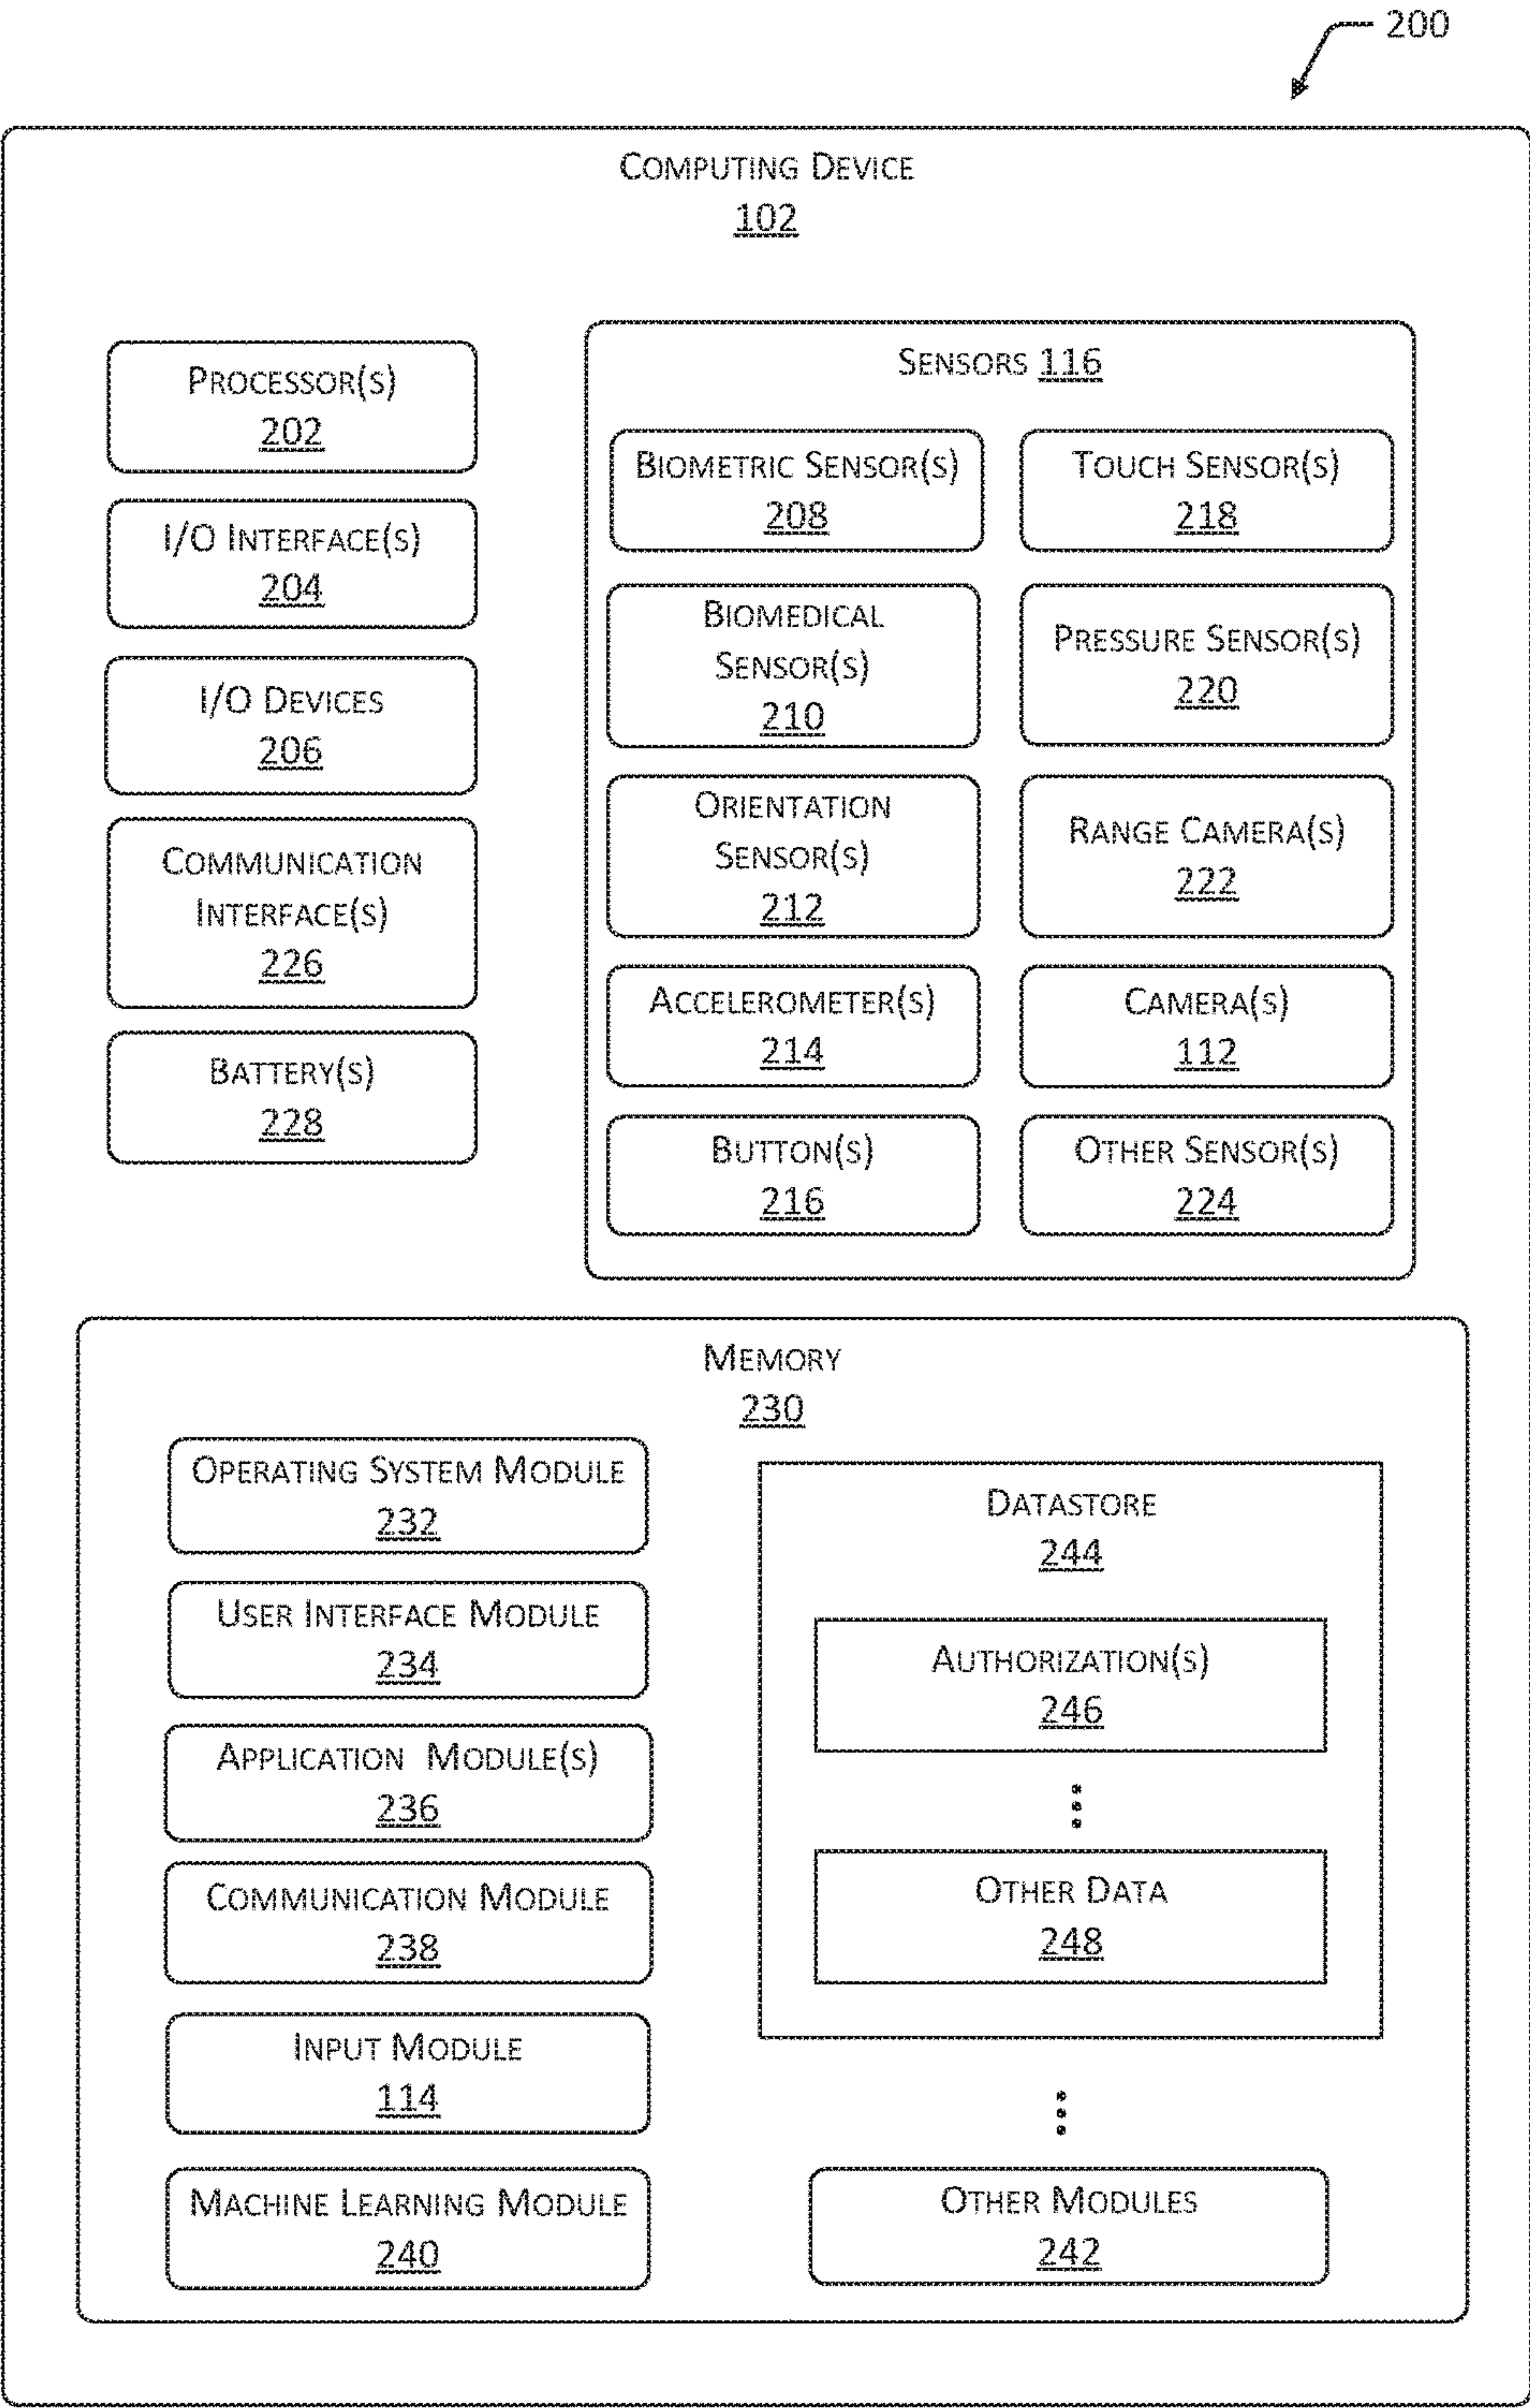 200
COMPUTING DEVICE
102
PROCESSOR(S)
202
I/O INTERFACE(S)
204
I/O DEVICES
206
COMMUNICATION
INTERFACE(S)
226
BATTERY(S)
228
SENSORS 116
BIOMETRIC SENSOR(S)
208
BIOMEDICAL
SENSOR(S)
210
ORIENTATION
SENSOR(S)
212
ACCELEROMETER(S)
214
BUTTON(S)
216
TOUCH SENSOR(S)
218
PRESSURE SENSOR(S)
220
RANGE CAMERA(S)
222
CAMERA(S)
112
OTHER SENSOR(S)
224
MEMORY
230
OPERATING SYSTEM MODULE
232
USER INTERFACE MODULE
234
APPLICATION MODULE(S)
236
COMMUNICATION MODULE
238
INPUT MODULE
114
MACHINE LEARNING MODULE
240
DATASTORE
244
AUTHORIZATION(S)
246
OTHER DATA
248
OTHER MODULES
242